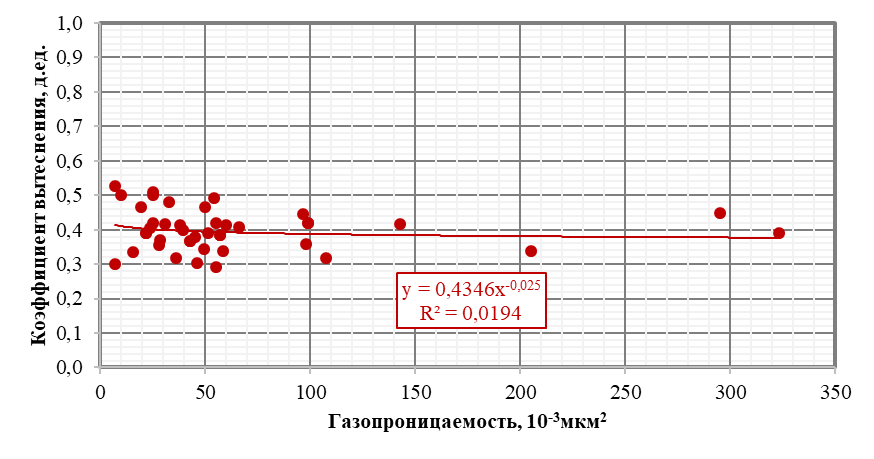 Коэффициент вытеснения, д.ед.
1,0
0,9
0,8
0,7
0,6
0,5
0,4
0,3
0,2
0,1
0,0
y = 0,4346x^-0,025
R² = 0,0194
0 50 100 150 200 250 300 350
Газопроницаемость, 10^-3мкм²